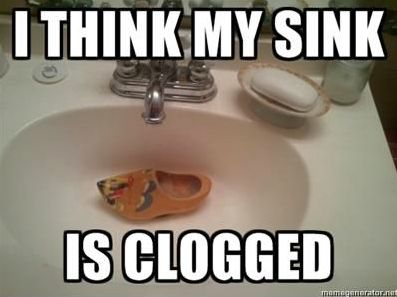 I THINK MY SINK
IS CLOGGED
memegenerator.net